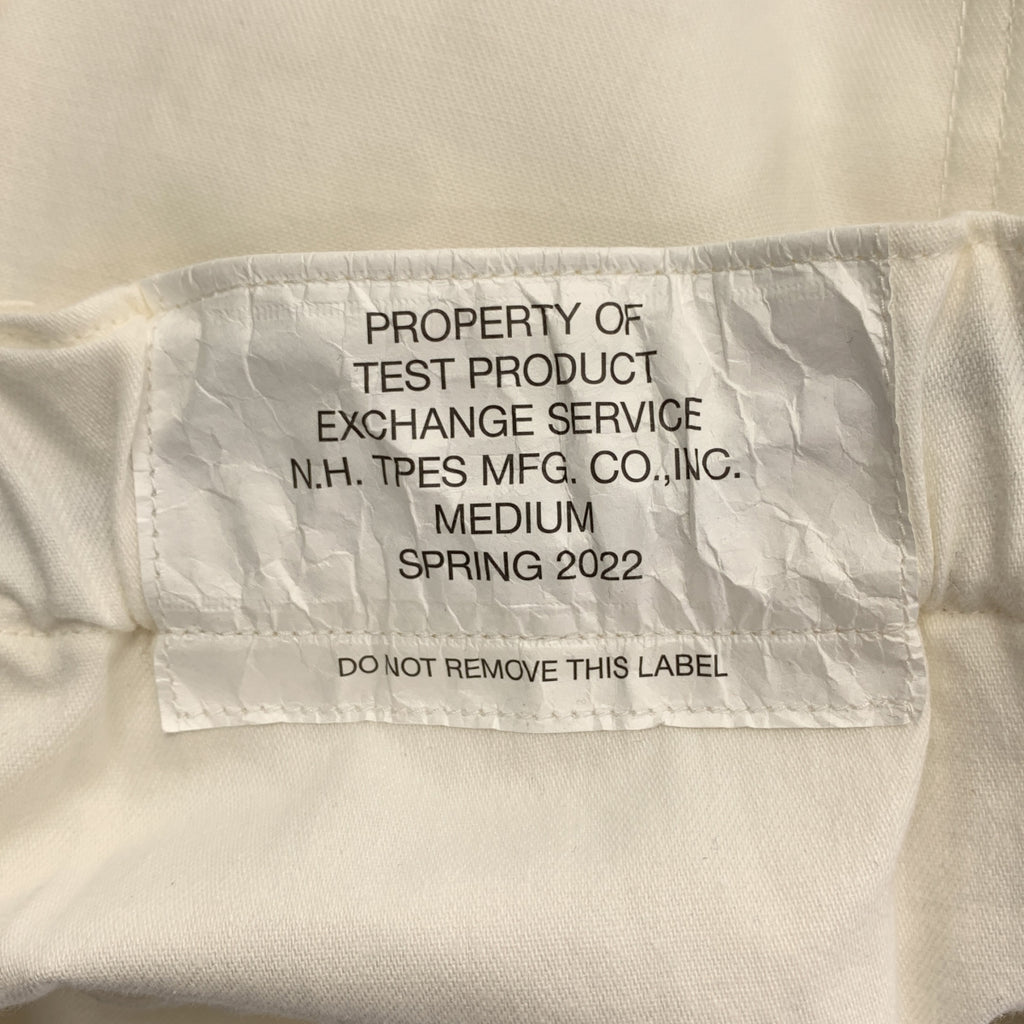 PROPERTY OF
TEST PRODUCT
EXCHANGE SERVICE
N.H. TPES MFG. CO.,INC.
MEDIUM
SPRING 2022
DO NOT REMOVE THIS LABEL